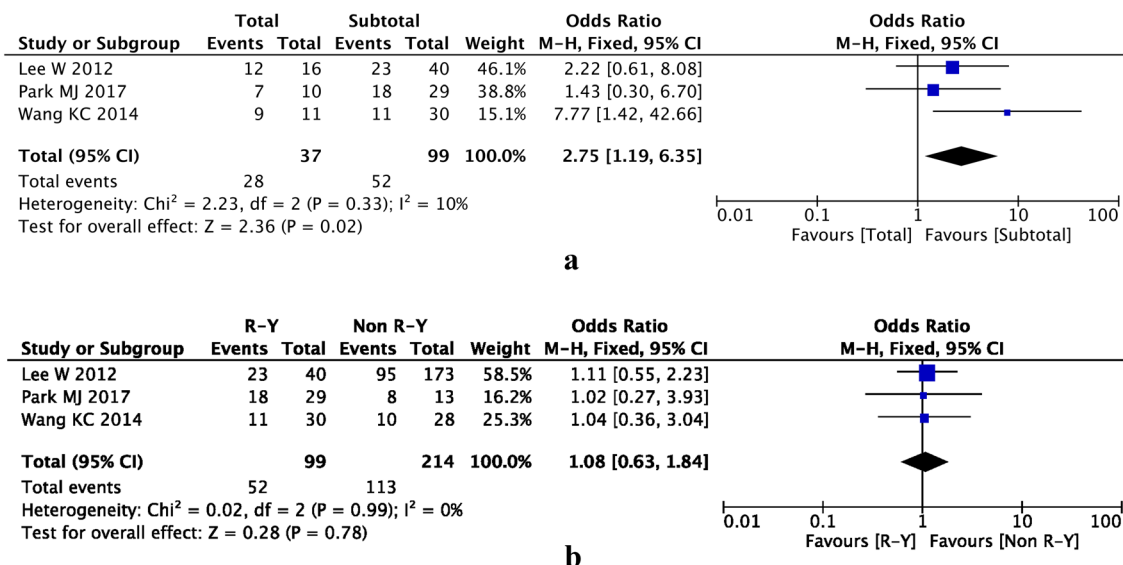 Total Subtotal Odds Ratio Odds Ratio
Study or Subgroup Events Total Events Total Weight M-H, Fixed, 95% CI M-H, Fixed, 95% CI
Lee W 2012 12 16 23 40 46.1% 2.22 [0.61, 8.08]
Park MJ 2017 7 10 18 29 38.8% 1.43 [0.30, 6.70]
Wang KC 2014 9 11 11 30 15.1% 7.77 [1.42, 42.66]
Total (95% CI) 37 99 100.0% 2.75 [1.19, 6.35]
Total events 28 52
Heterogeneity: Chi² = 2.23, df = 2 (P = 0.33); I² = 10%
Test for overall effect: Z = 2.36 (P = 0.02)
0.01 0.1 1 10 100
Favours [Total] Favours [Subtotal]
a
R-Y Non R-Y Odds Ratio Odds Ratio
Study or Subgroup Events Total Events Total Weight M-H, Fixed, 95% CI M-H, Fixed, 95% CI
Lee W 2012 23 40 95 173 58.5% 1.11 [0.55, 2.23]
Park MJ 2017 18 29 8 13 16.2% 1.02 [0.27, 3.93]
Wang KC 2014 11 30 10 28 25.3% 1.04 [0.36, 3.04]
Total (95% CI) 99 214 100.0% 1.08 [0.63, 1.84]
Total events 52 113
Heterogeneity: Chi² = 0.02, df = 2 (P = 0.99); I² = 0%
Test for overall effect: Z = 0.28 (P = 0.78)
0.01 0.1 1 10 100
Favours [R-Y] Favours [Non R-Y]
b